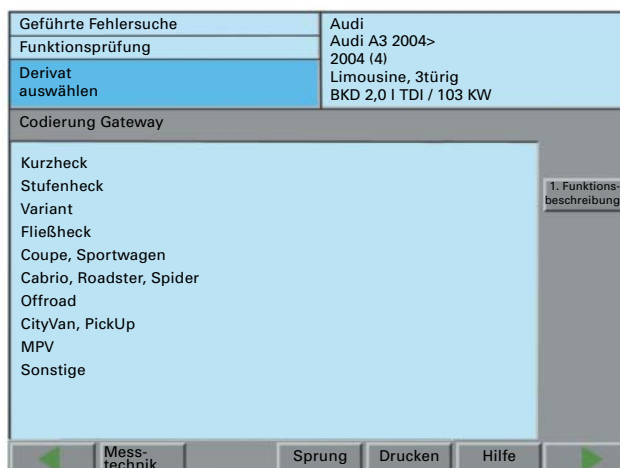 Geführte Fehlersuche
Funktionsprüfung
Derivat
auswählen
Audi
Audi A3 2004>
2004 (4)
Limousine, 3türig
BKD 2,0 l TDI / 103 KW
Codierung Gateway
Kurzheck
Stufenheck
Variant
Fließheck
Coupe, Sportwagen
Cabrio, Roadster, Spider
Offroad
CityVan, PickUp
MPV
Sonstige
1. Funktions-
beschreibung
Mess-
technik
Sprung
Drucken
Hilfe